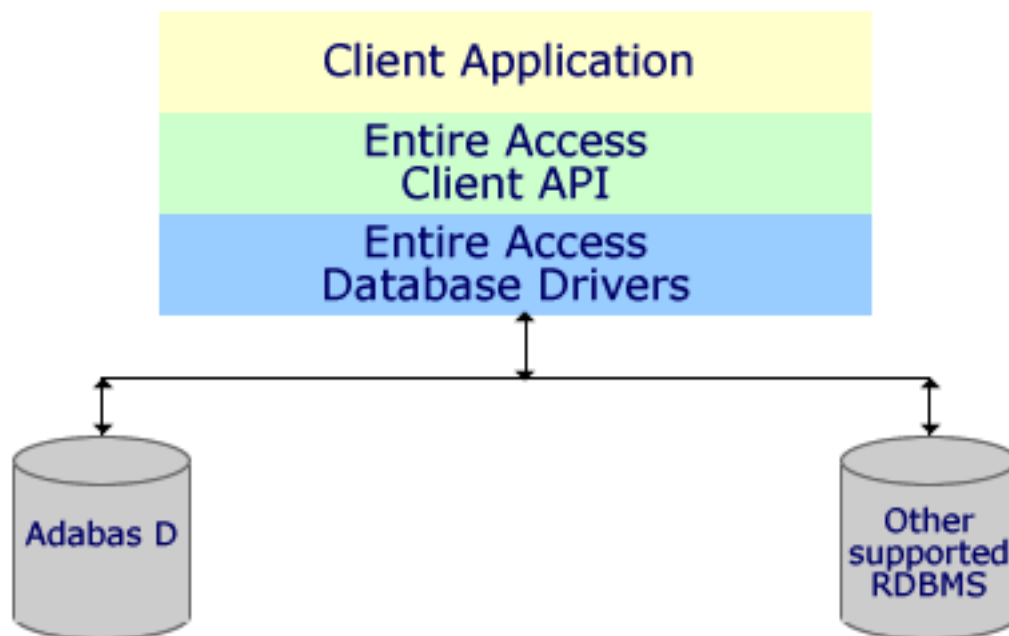 Client Application
Entire Access
Client API
Entire Access
Database Drivers
Adabas D
Other
supported
RDBMS